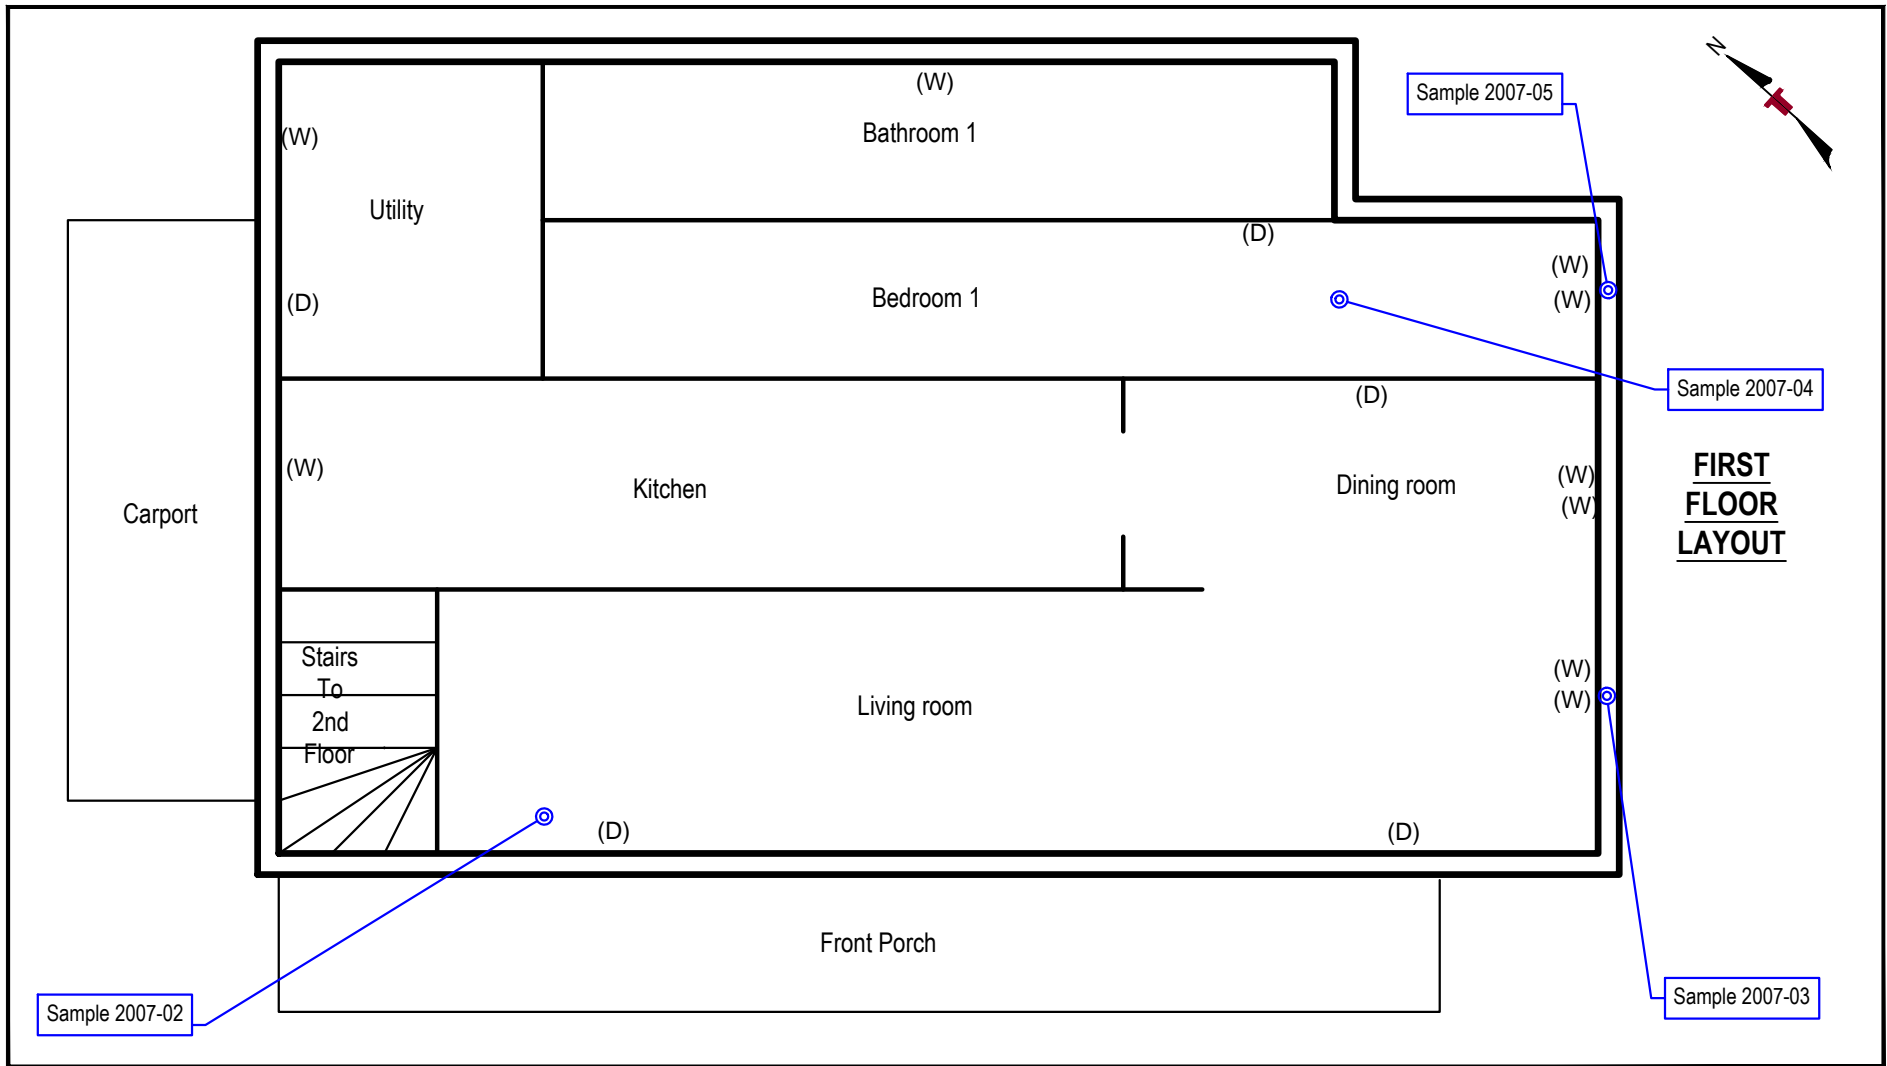 (W)
N
Sample 2007-05
(W)
Bathroom 1
Utility
(D)
(W)
(D)
Bedroom 1
(W)
Sample 2007-04
(D)
(W)
Kitchen
Dining room
(W)
(W)
FIRST
FLOOR
LAYOUT
Carport
Stairs
To
2nd
Floor
Living room
(W)
(W)
(D)
(D)
Front Porch
Sample 2007-02
Sample 2007-03